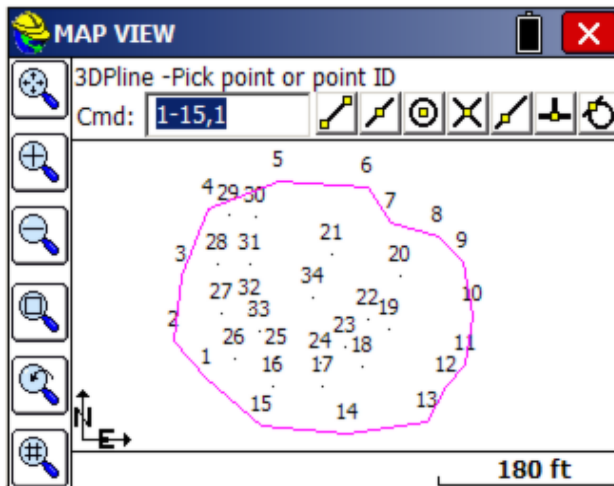 MAP VIEW
3DPline -Pick point or point ID
Cmd: 1-15,1
5 6
4 29 30 7
8
21 9
28 31
3 20
34
27 32 22 10
33 19
2 23
26 25 24 18 11
1 16 17 12
15 14 13
N
E
180 ft